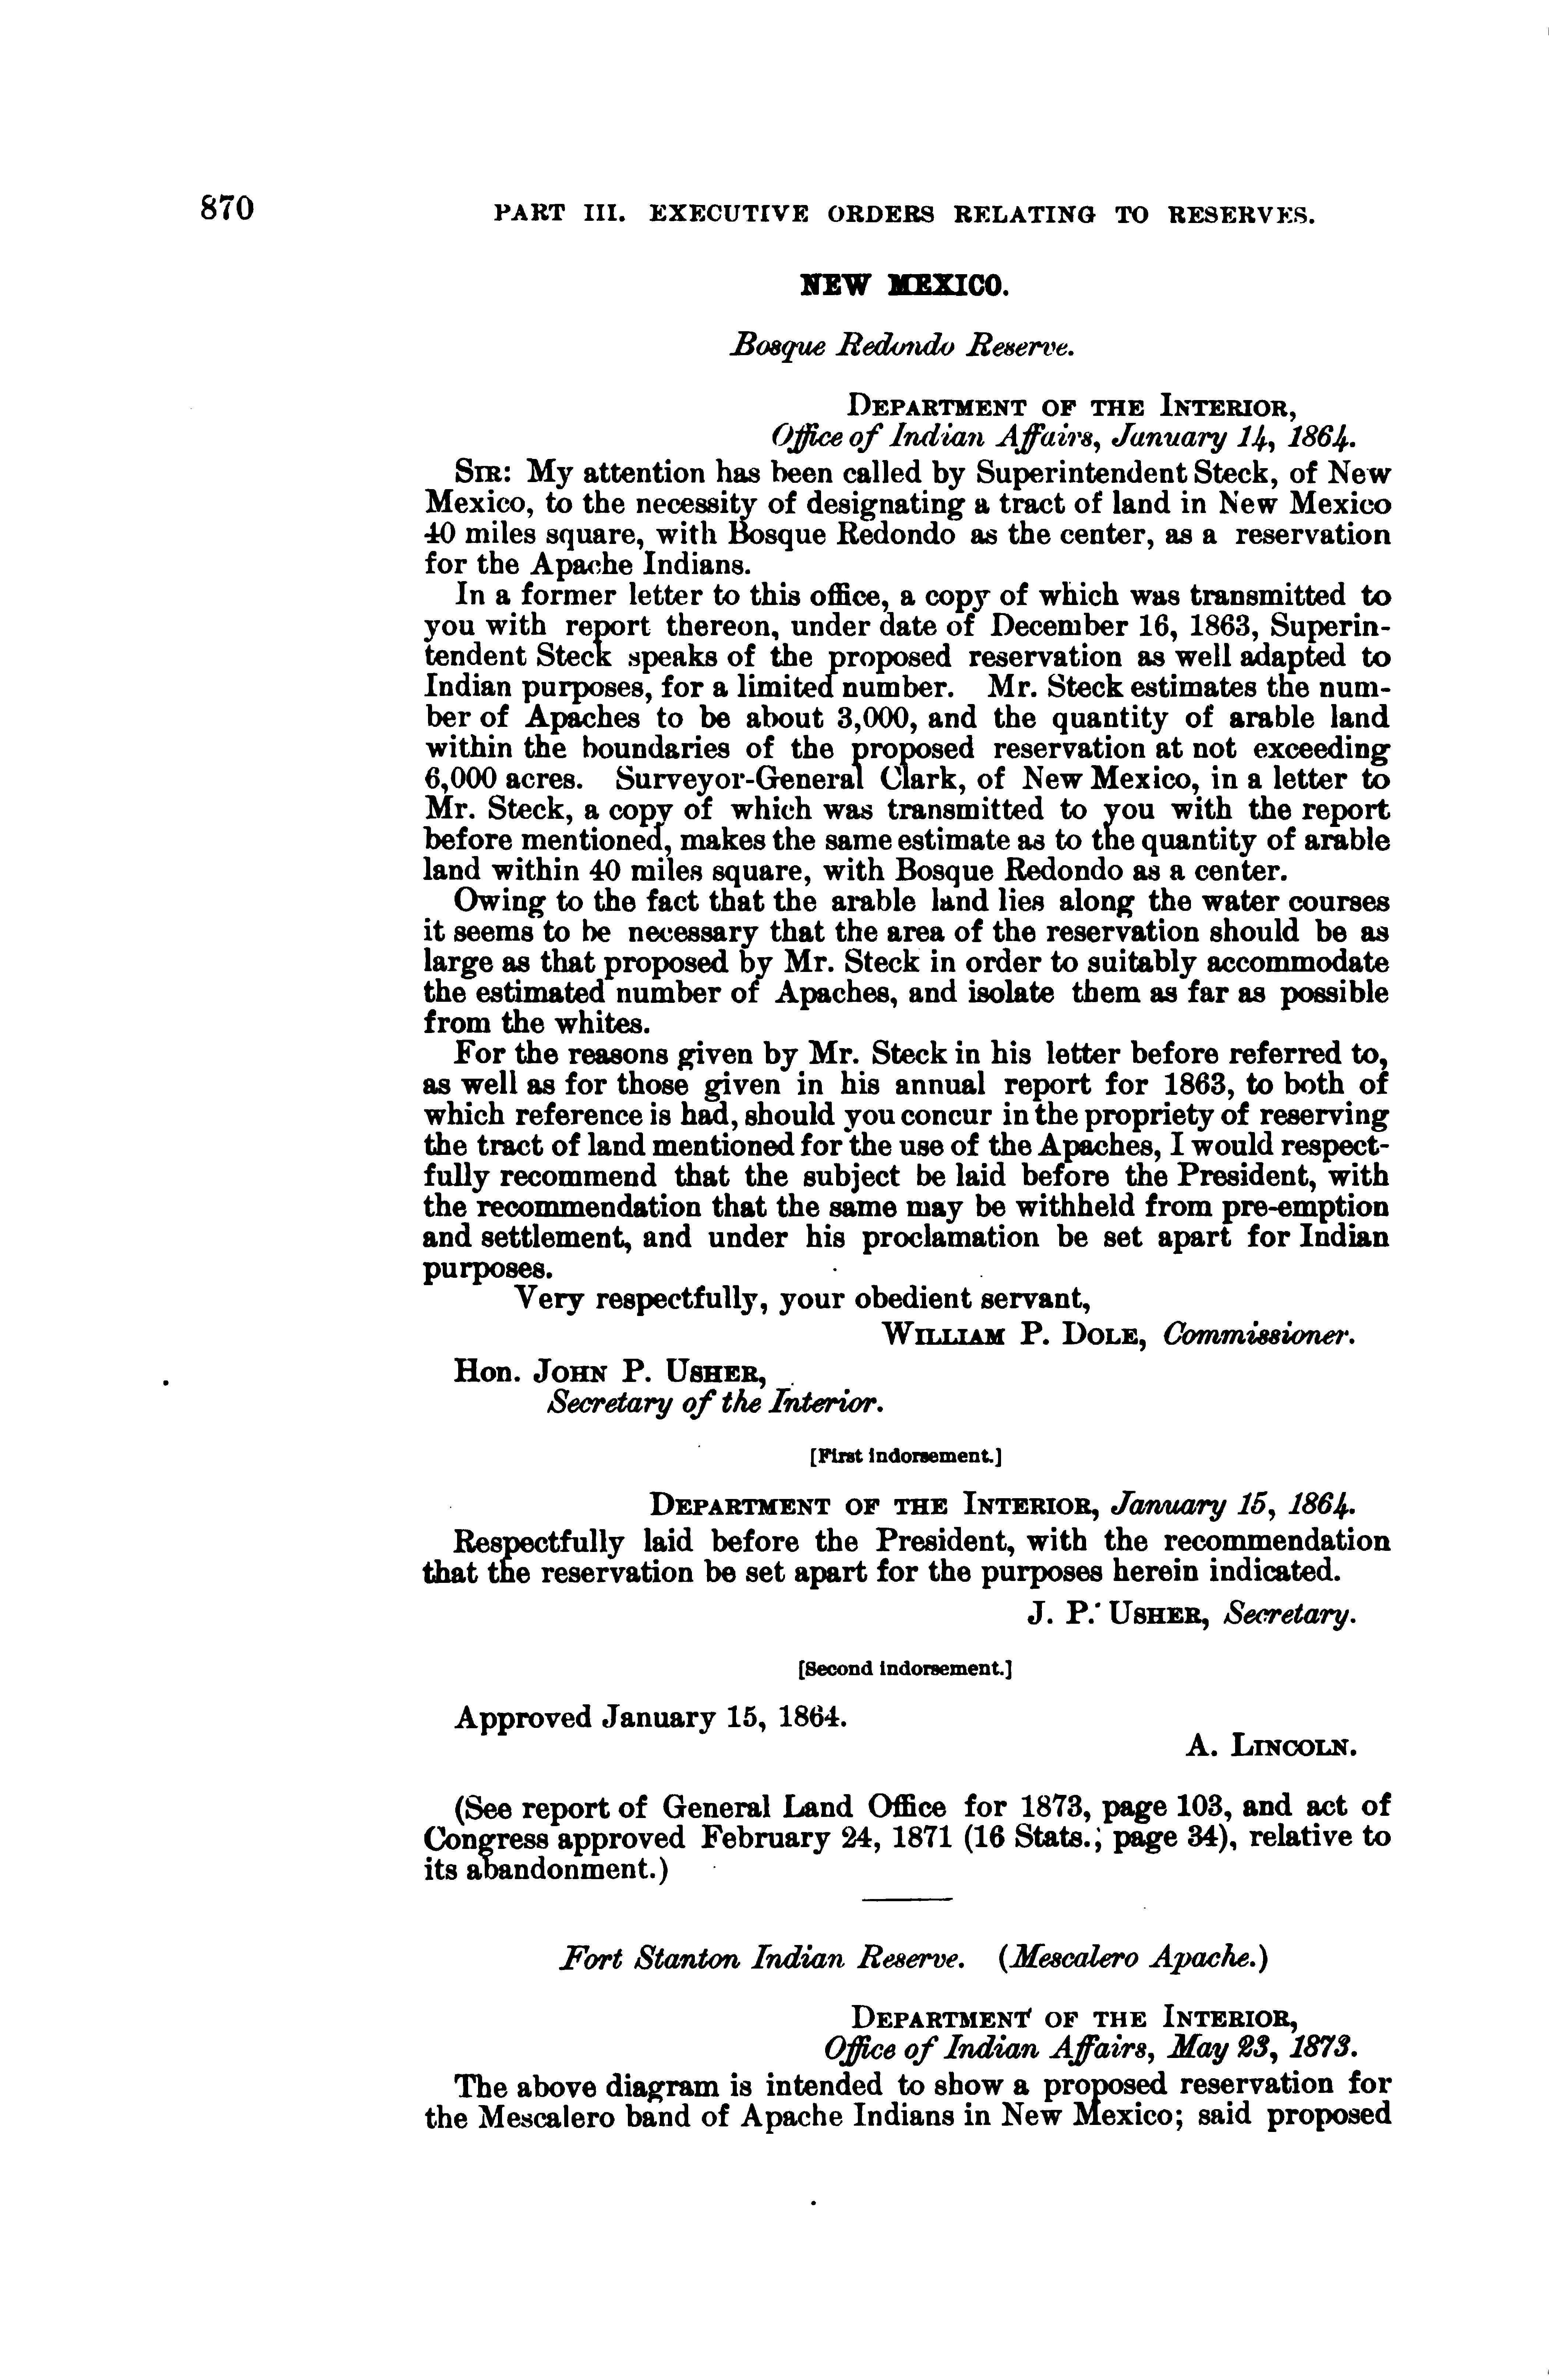 870
PART III. EXECUTIVE ORDERS RELATING TO RESERVES.
NEW MEXICO.
Bosque Redondo Reserve.
DEPARTMENT OF THE INTERIOR,
Office of Indian Affairs, January 14, 1864.
SIR: My attention has been called by Superintendent Steck, of New
Mexico, to the necessity of designating a tract of land in New Mexico
40 miles square, with Bosque Redondo as the center, as a reservation
for the Apache Indians.
In a former letter to this office, a copy of which was transmitted to
you with report thereon, under date of December 16, 1863, Superin-
tendent Steck speaks of the proposed reservation as well adapted to
Indian purposes, for a limited number. Mr. Steck estimates the num-
ber of Apaches to be about 3,000, and the quantity of arable land
within the boundaries of the proposed reservation at not exceeding
6,000 acres. Surveyor-General Clark, of New Mexico, in a letter to
Mr. Steck, a copy of which was transmitted to you with the report
before mentioned, makes the same estimate as to the quantity of arable
land within 40 miles square, with Bosque Redondo as a center.
Owing to the fact that the arable land lies along the water courses
it seems to be necessary that the area of the reservation should be as
large as that proposed by Mr. Steck in order to suitably accommodate
the estimated number of Apaches, and isolate them as far as possible
from the whites.
For the reasons given by Mr. Steck in his letter before referred to,
as well as for those given in his annual report for 1863, to both of
which reference is had, should you concur in the propriety of reserving
the tract of land mentioned for the use of the Apaches, I would respect-
fully recommend that the subject be laid before the President, with
the recommendation that the same may be withheld from pre-emption
and settlement, and under his proclamation be set apart for Indian
purposes.
Very respectfully, your obedient servant,
WILLIAM P. DOLE, Commissioner.
Hon. JOHN P. USHER,
Secretary of the Interior.
[First indorsement.]
DEPARTMENT OF THE INTERIOR, January 15, 1864.
Respectfully laid before the President, with the recommendation
that the reservation be set apart for the purposes herein indicated.
J. P. USHER, Secretary.
[Second indorsement.]
Approved January 15, 1864.
A. LINCOLN.
(See report of General Land Office for 1873, page 103, and act of
Congress approved February 24, 1871 (16 Stats., page 34), relative to
its abandonment.)
Fort Stanton Indian Reserve. (Mescalero Apache.)
DEPARTMENT OF THE INTERIOR,
Office of Indian Affairs, May 23, 1873.
The above diagram is intended to show a proposed reservation for
the Mescalero band of Apache Indians in New Mexico; said proposed